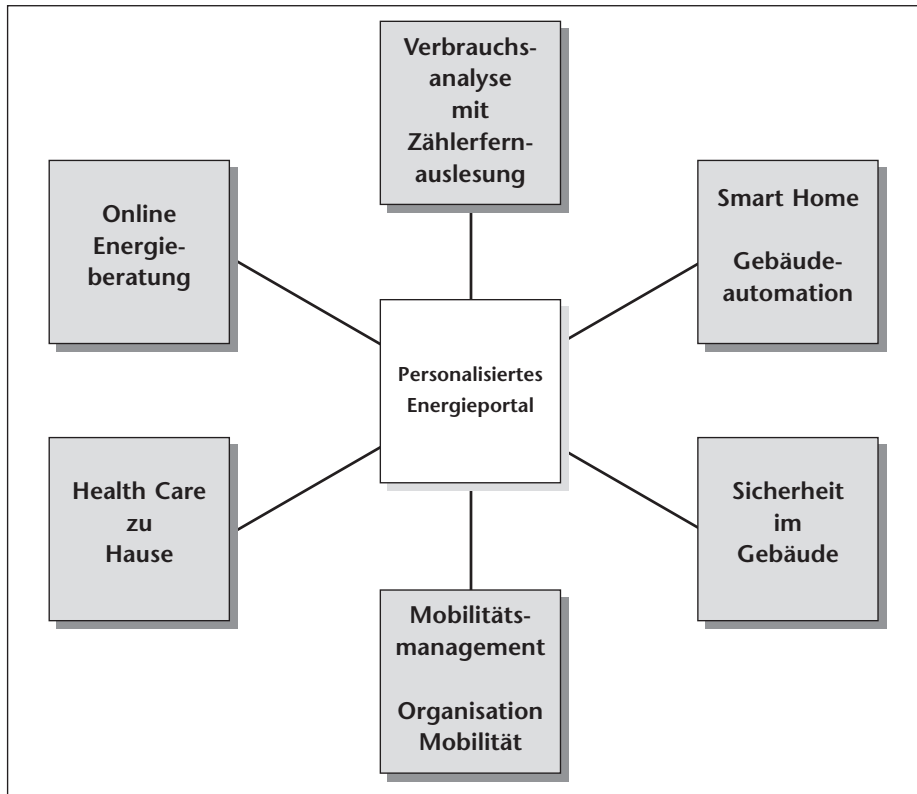 Verbrauchs-
analyse
mit
Zählerfern-
auslesung
Online
Energie-
beratung
Smart Home
Gebäude-
automation
Personalisiertes
Energieportal
Health Care
zu
Hause
Sicherheit
im
Gebäude
Mobilitäts-
management
Organisation
Mobilität